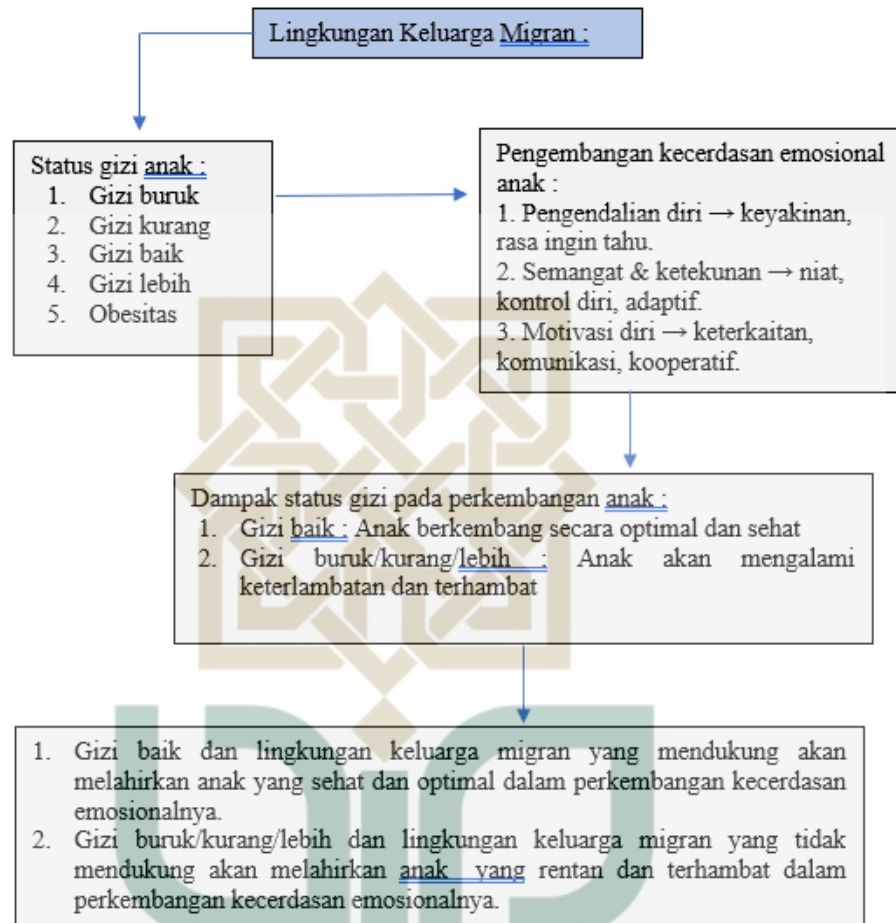 Lingkungan Keluarga Migran :
Status gizi anak :
1. Gizi buruk
2. Gizi kurang
3. Gizi baik
4. Gizi lebih
5. Obesitas
Pengembangan kecerdasan emosional
anak :
1. Pengendalian diri → keyakinan,
rasa ingin tahu.
2. Semangat & ketekunan → niat,
kontrol diri, adaptif.
3. Motivasi diri → keterkaitan,
komunikasi, kooperatif.
Dampak status gizi pada perkembangan anak :
1. Gizi baik : Anak berkembang secara optimal dan sehat
2. Gizi buruk/kurang/lebih : Anak akan mengalami
keterlambatan dan terhambat
1. Gizi baik dan lingkungan keluarga migran yang mendukung akan
melahirkan anak yang sehat dan optimal dalam perkembangan kecerdasan
emosionalnya.
2. Gizi buruk/kurang/lebih dan lingkungan keluarga migran yang tidak
mendukung akan melahirkan anak yang rentan dan terhambat dalam
perkembangan kecerdasan emosionalnya.